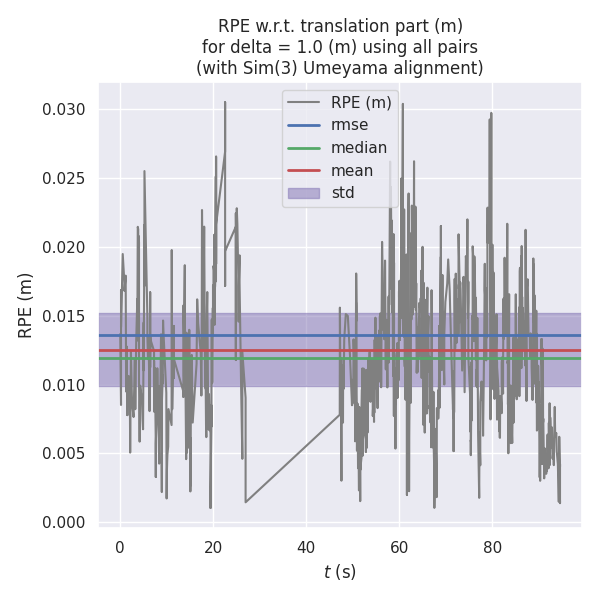 RPE w.r.t. translation part (m)
for delta = 1.0 (m) using all pairs
(with Sim(3) Umeyama alignment)
RPE (m)
rmse
median
mean
std
RPE (m)
0.030
0.025
0.020
0.015
0.010
0.005
0.000
0
20
40
60
80
t (s)